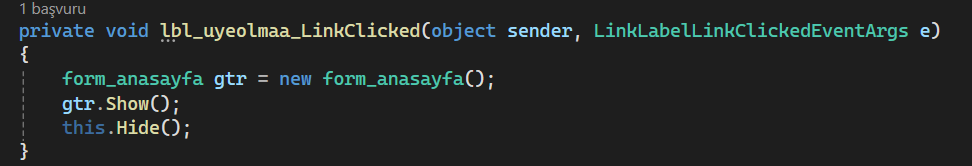 1 başvuru
private void lbl_uyeolmaa_LinkClicked(object sender, LinkLabelLinkClickedEventArgs e)
{
form_anasayfa gtr = new form_anasayfa();
gtr.Show();
this.Hide();
}